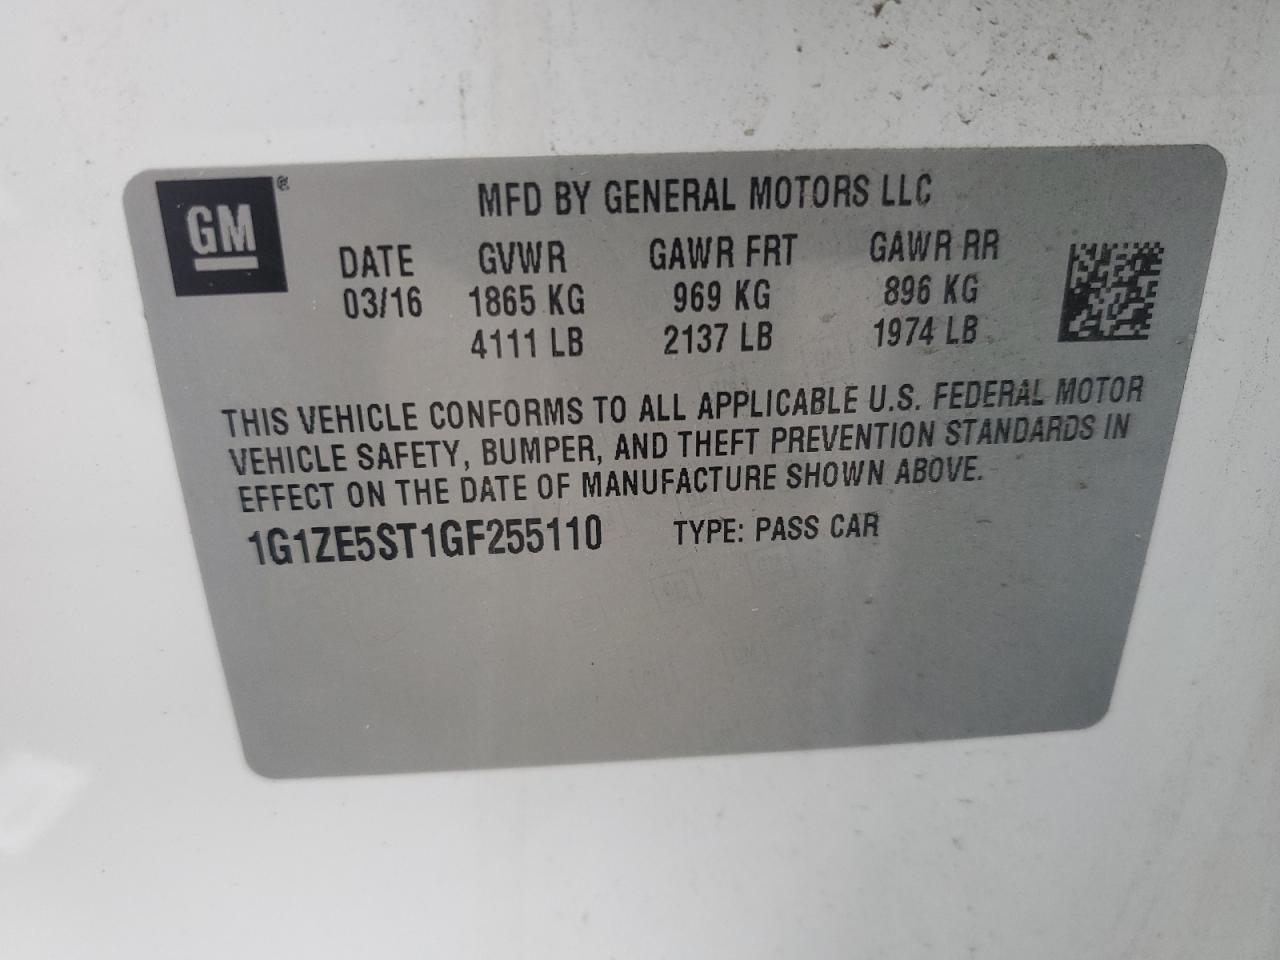 GM®
MFD BY GENERAL MOTORS LLC
DATE GVWR GAWR FRT GAWR RR
03/16 1865 KG 969 KG 896 KG
4111 LB 2137 LB 1974 LB
THIS VEHICLE CONFORMS TO ALL APPLICABLE U.S. FEDERAL MOTOR
VEHICLE SAFETY, BUMPER, AND THEFT PREVENTION STANDARDS IN
EFFECT ON THE DATE OF MANUFACTURE SHOWN ABOVE.
1G1ZE5ST1GF255110 TYPE: PASS CAR